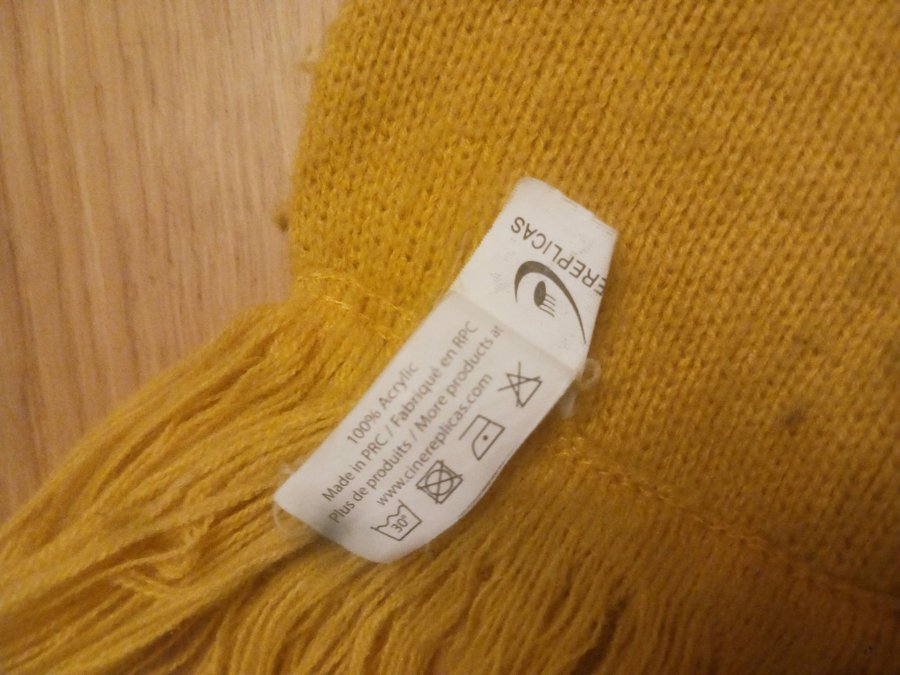 EREPLICAS
100% Acrylic
Made in PRC / Fabriqué en RPC
Plus de produits / More products at
www.cinereplicas.com
30°